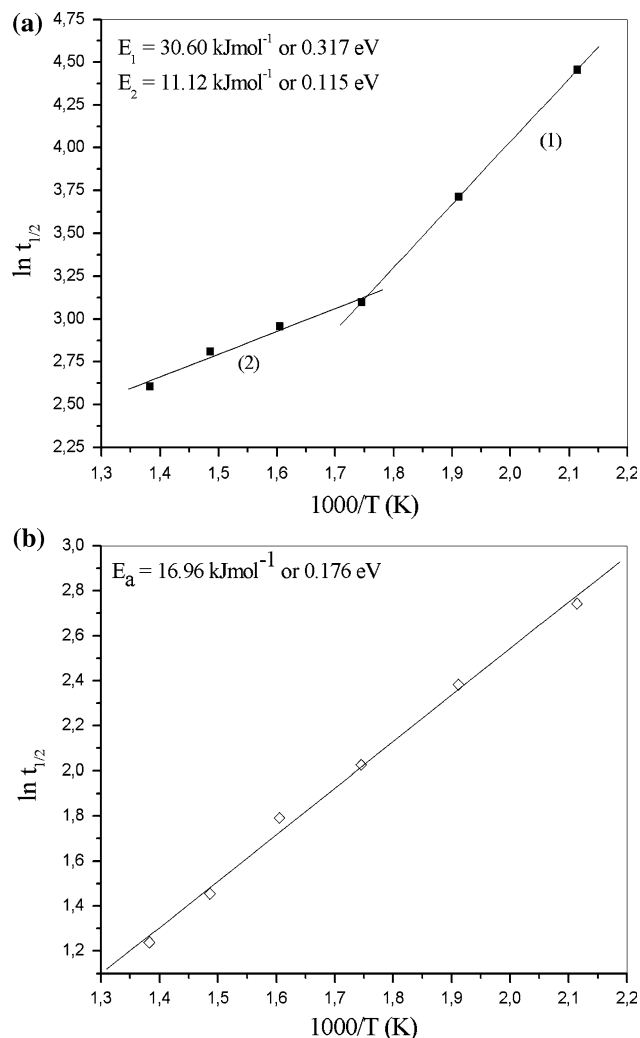 (a)
4,75
E₁ = 30.60 kJmol⁻¹ or 0.317 eV
4,50
E₂ = 11.12 kJmol⁻¹ or 0.115 eV
4,25
(1)
4,00
3,75
ln t₁/₂
3,50
3,25
3,00
2,75
(2)
2,50
2,25
1,3 1,4 1,5 1,6 1,7 1,8 1,9 2,0 2,1 2,2
1000/T (K)
(b)
3,0
Eₐ = 16.96 kJmol⁻¹ or 0.176 eV
2,8
2,6
2,4
2,2
ln t₁/₂
2,0
1,8
1,6
1,4
1,2
1,3 1,4 1,5 1,6 1,7 1,8 1,9 2,0 2,1 2,2
1000/T (K)